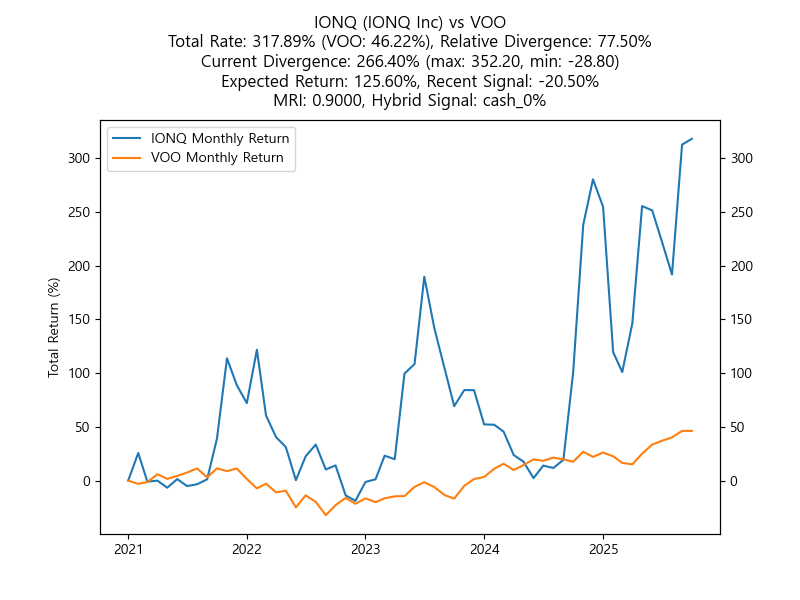 IONQ (IONQ Inc) vs VOO
Total Rate: 317.89% (VOO: 46.22%), Relative Divergence: 77.50%
Current Divergence: 266.40% (max: 352.20, min: -28.80)
Expected Return: 125.60%, Recent Signal: -20.50%
MRI: 0.9000, Hybrid Signal: cash_0%
IONQ Monthly Return
VOO Monthly Return
Total Return (%)
300
250
200
150
100
50
0
300
250
200
150
100
50
0
2021
2022
2023
2024
2025